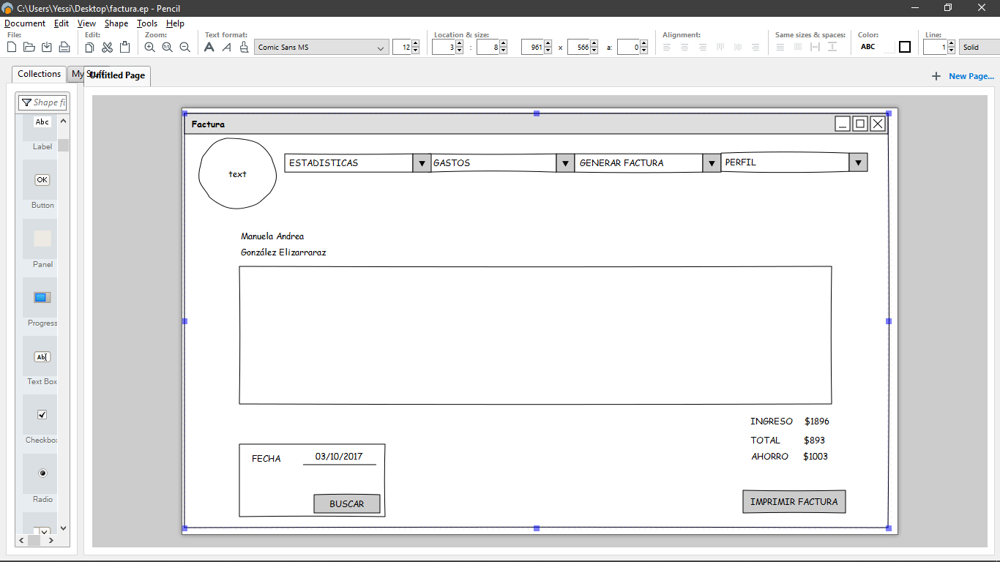 C:\Users\Yessi\Desktop\factura.ep - Pencil
Document Edit View Shape Tools Help
File: Edit: Zoom: Text format: Location & size: Alignment: Same sizes & spaces: Color: Line:
1:1 A A Comic Sans MS 12 3 : 8 961 x 566 a: 0 ABC 1 Solid
Collections My Stuff Untitled Page
New Page...
Shape fi
Abc
Label
OK
Button
Panel
Progress
Ab
Text Box
Checkbo
Radio
Factura
text
ESTADISTICAS GASTOS GENERAR FACTURA PERFIL
Manuela Andrea
González Elizarraraz
INGRESO $1896
TOTAL $893
AHORRO $1003
FECHA 03/10/2017
BUSCAR
IMPRIMIR FACTURA